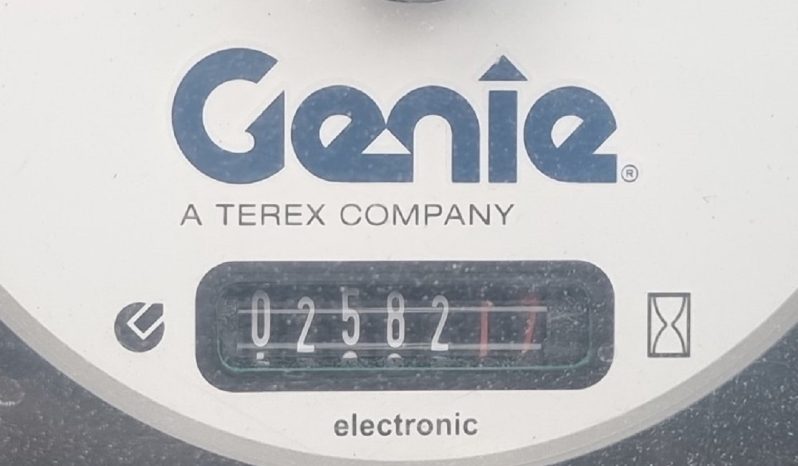 Genie®
A TEREX COMPANY
02582
electronic